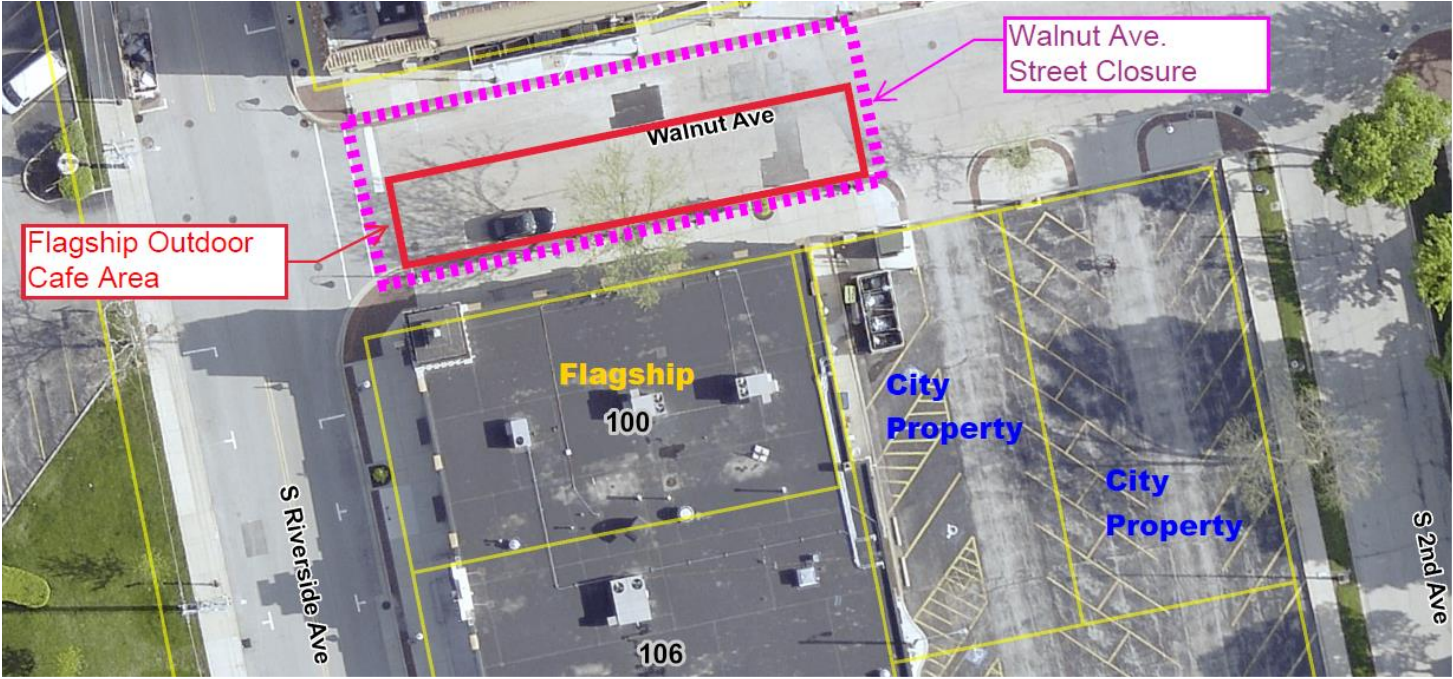 Walnut Ave.
Street Closure
Walnut Ave
Flagship Outdoor
Cafe Area
Flagship
100
City
Property
City
Property
S Riverside Ave
S 2nd Ave
106